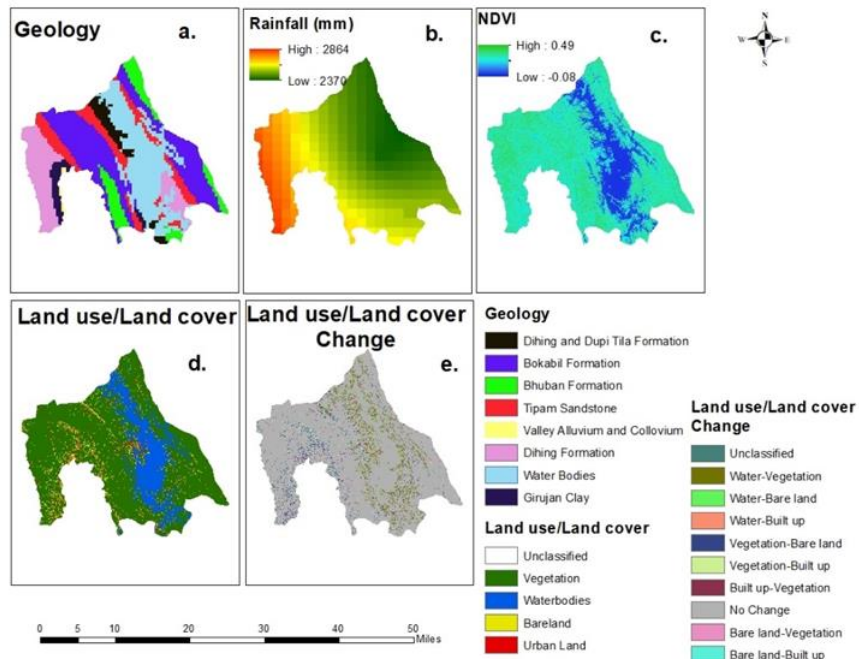 Geology a.
Rainfall (mm)
High : 2864
Low : 2370
b.
NDVI
High : 0.49
Low : -0.08
c.
N
W E
S
Land use/Land cover
d.
Land use/Land cover
Change
e.
Geology
Dihing and Dupi Tila Formation
Bokabil Formation
Bhuban Formation
Tipam Sandstone
Valley Alluvium and Collovium
Dihing Formation
Water Bodies
Girujan Clay
Land use/Land cover
Unclassified
Vegetation
Waterbodies
Bareland
Urban Land
Land use/Land cover
Change
Unclassified
Water-Vegetation
Water-Bare land
Water-Built up
Vegetation-Bare land
Vegetation-Built up
Built up-Vegetation
No Change
Bare land-Vegetation
Bare land-Built up
0 5 10 20 30 40 50
Miles